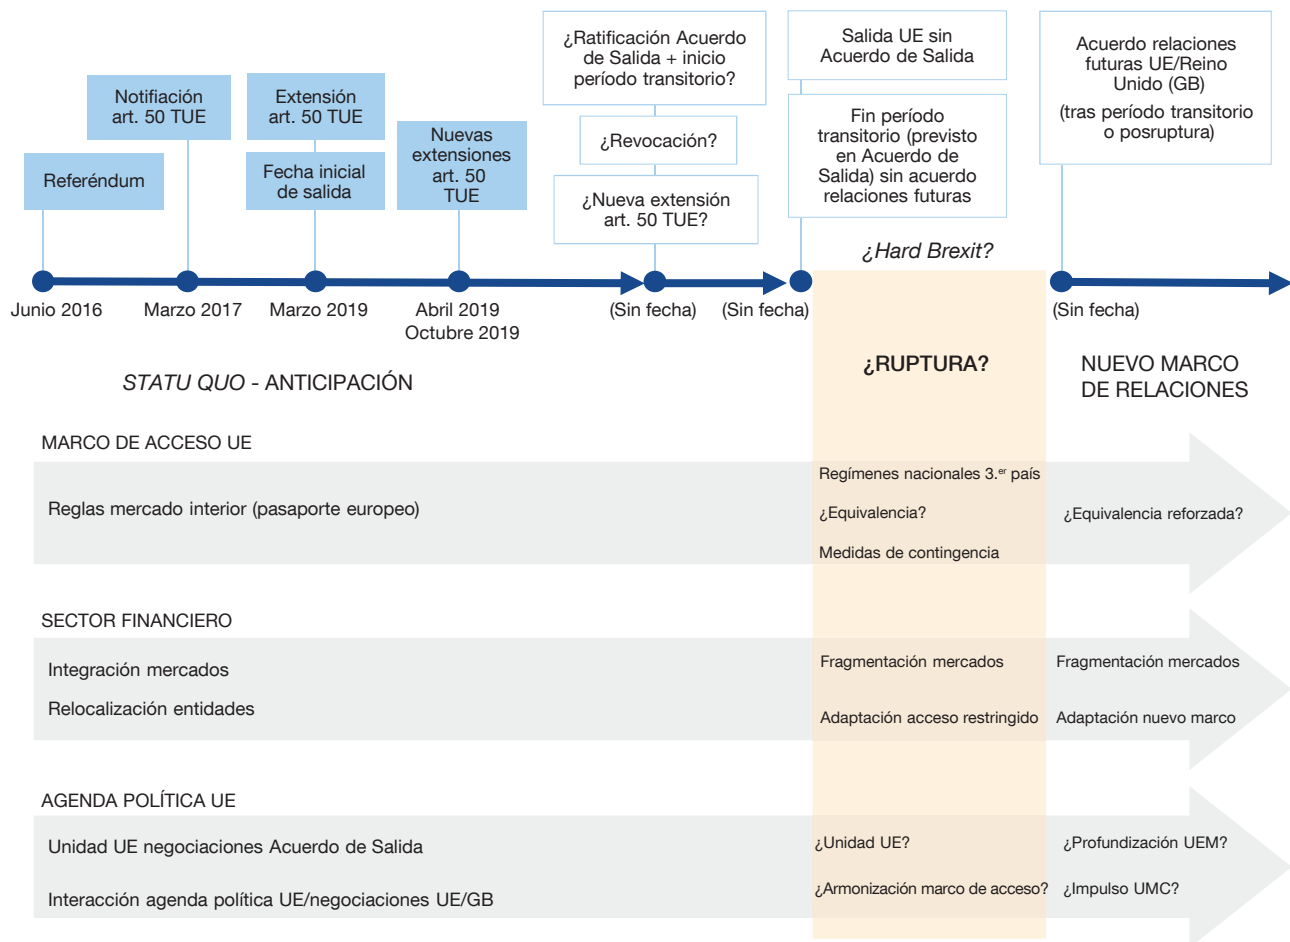 Referéndum
Notifiación
art. 50 TUE
Extensión
art. 50 TUE
Fecha inicial
de salida
Nuevas
extensiones
art. 50
TUE
¿Ratificación Acuerdo
de Salida + inicio
período transitorio?
¿Revocación?
¿Nueva extensión
art. 50 TUE?
Salida UE sin
Acuerdo de Salida
Fin período
transitorio (previsto
en Acuerdo de
Salida) sin acuerdo
relaciones futuras
Acuerdo relaciones
futuras UE/Reino
Unido (GB)
(tras período transitorio
o posruptura)
¿Hard Brexit?
Junio 2016
Marzo 2017
Marzo 2019
Abril 2019
Octubre 2019
(Sin fecha)
(Sin fecha)
(Sin fecha)
STATU QUO - ANTICIPACIÓN
¿RUPTURA?
NUEVO MARCO
DE RELACIONES
MARCO DE ACCESO UE
Reglas mercado interior (pasaporte europeo)
Regímenes nacionales 3.er país
¿Equivalencia?
Medidas de contingencia
¿Equivalencia reforzada?
SECTOR FINANCIERO
Integración mercados
Relocalización entidades
Fragmentación mercados
Adaptación acceso restringido
Fragmentación mercados
Adaptación nuevo marco
AGENDA POLÍTICA UE
Unidad UE negociaciones Acuerdo de Salida
Interacción agenda política UE/negociaciones UE/GB
¿Unidad UE?
¿Armonización marco de acceso?
¿Profundización UEM?
¿Impulso UMC?